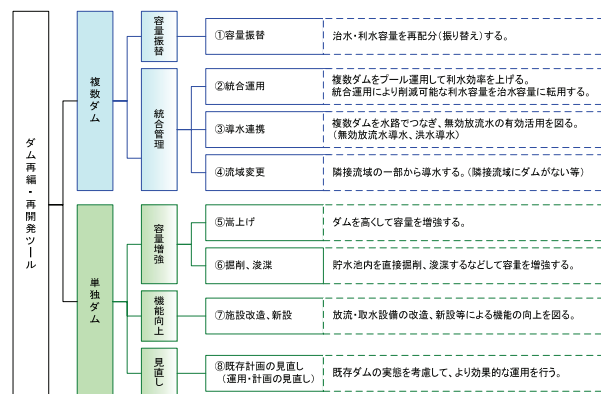 ダム再編・再開発ツール
複数ダム
容量振替
①容量振替
治水・利水容量を再配分(振り替え)する。
統合管理
②統合運用
複数ダムをプール運用して利水効率を上げる。
統合運用により削減可能な利水容量を治水容量に転用する。
③導水連携
複数ダムを水路でつなぎ、無効放流水の有効活用を図る。
(無効放流水導水、洪水導水)
④流域変更
隣接流域の一部から導水する。(隣接流域にダムがない等)
単独ダム
容量増強
⑤嵩上げ
ダムを高くして容量を増強する。
⑥掘削、浚渫
貯水池内を直接掘削、浚渫するなどして容量を増強する。
機能向上
⑦施設改造、新設
放流・取水設備の改造、新設等による機能の向上を図る。
見直し
⑧既存計画の見直し
(運用・計画の見直し)
既存ダムの実態を考慮して、より効果的な運用を行う。